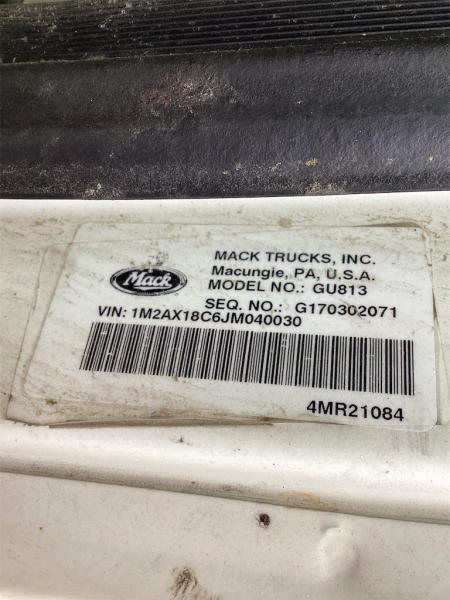 MACK TRUCKS, INC.
Mack
Macungie, PA, U.S.A.
MODEL NO.: GU813
SEQ. NO.: G170302071
VIN: 1M2AX18C6JM040030
4MR21084